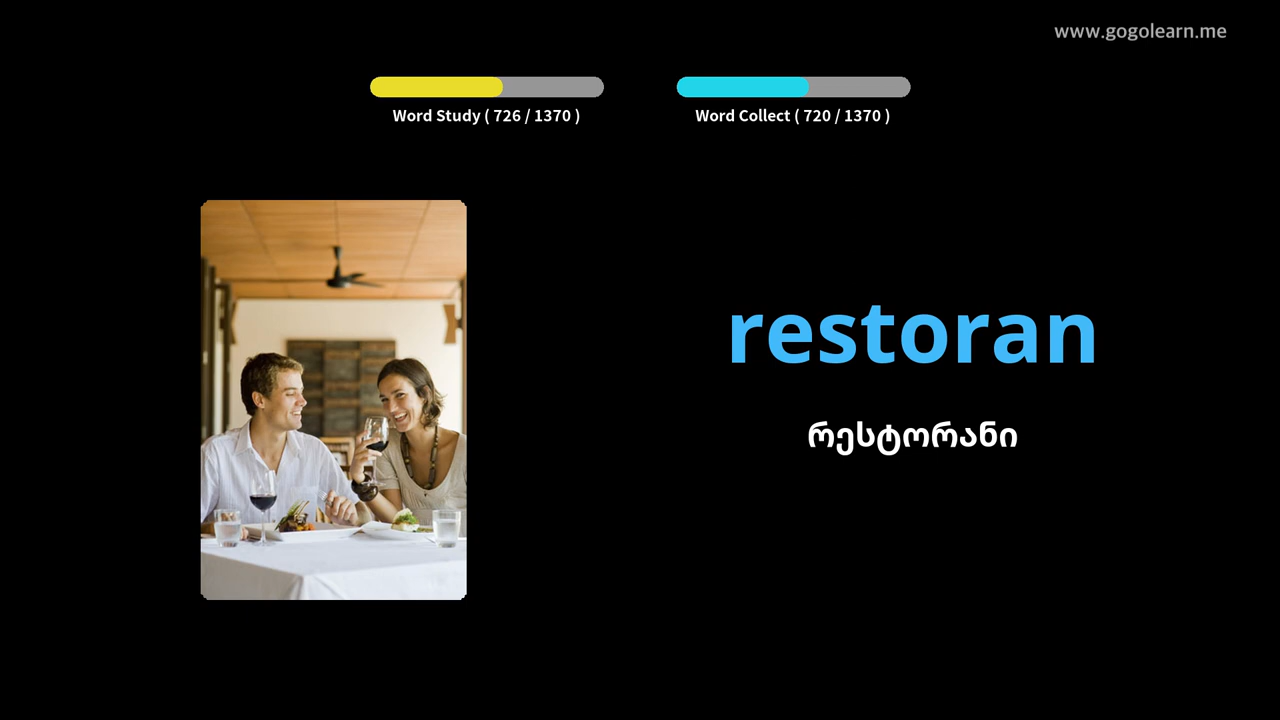 www.gogolearn.me
Word Study ( 726 / 1370 )
Word Collect ( 720 / 1370 )
restoran
რესტორანი